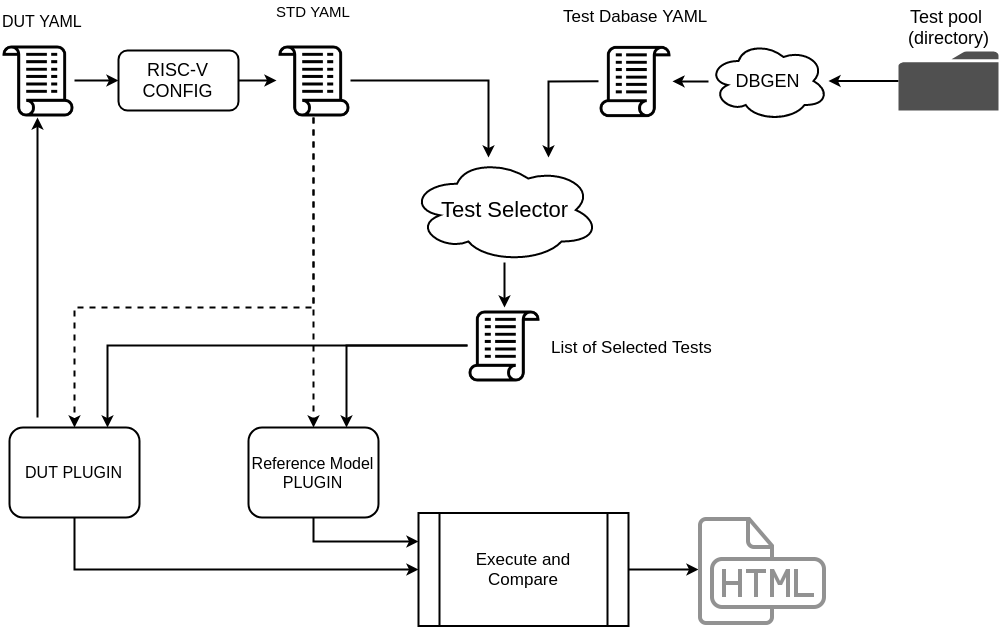 DUT YAML
STD YAML
Test Dabase YAML
Test pool
(directory)
RISC-V
CONFIG
DBGEN
Test Selector
List of Selected Tests
DUT PLUGIN
Reference Model
PLUGIN
Execute and
Compare
HTML